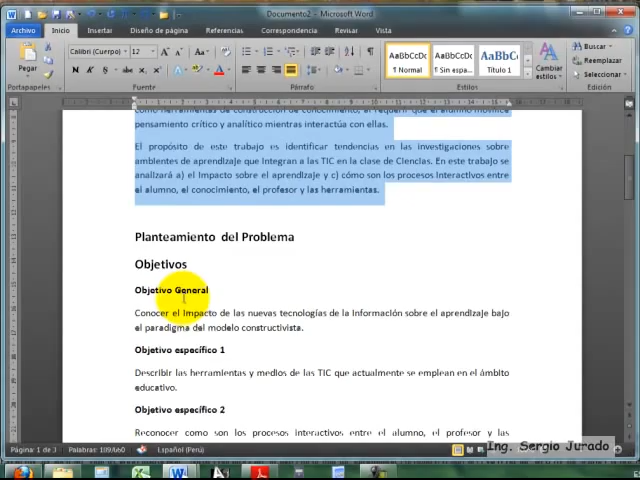 Documento2 - Microsoft Word
Archivo Inicio Insertar Diseño de página Referencias Correspondencia Revisar Vista
Calibri (Cuerpo) 12
Pegar
N K S
AaBbCcDc AaBbCcDc AaBbC
¶ Normal ¶ Sin espa... Título 1
Cambiar estilos
Buscar
Reemplazar
Seleccionar
Portapapeles Fuente Párrafo Estilos Edición
como herramientas de construcción de conocimiento, al requerir que el alumno movilice
pensamiento crítico y analítico mientras interactúa con ellas.
El propósito de este trabajo es identificar tendencias en las investigaciones sobre
ambientes de aprendizaje que integran a las TIC en la clase de Ciencias. En este trabajo se
analizará a) el impacto sobre el aprendizaje y c) cómo son los procesos interactivos entre
el alumno, el conocimiento, el profesor y las herramientas.
Planteamiento del Problema
Objetivos
Objetivo General
Conocer el impacto de las nuevas tecnologías de la Información sobre el aprendizaje bajo
el paradigma del modelo constructivista.
Objetivo específico 1
Describir las herramientas y medios de las TIC que actualmente se emplean en el ámbito
educativo.
Objetivo específico 2
Reconocer como son los procesos interactivos entre el alumno, el profesor y las
Página: 1 de 3 Palabras: 189/660 Español (Perú)
Ing. Sergio Jurado